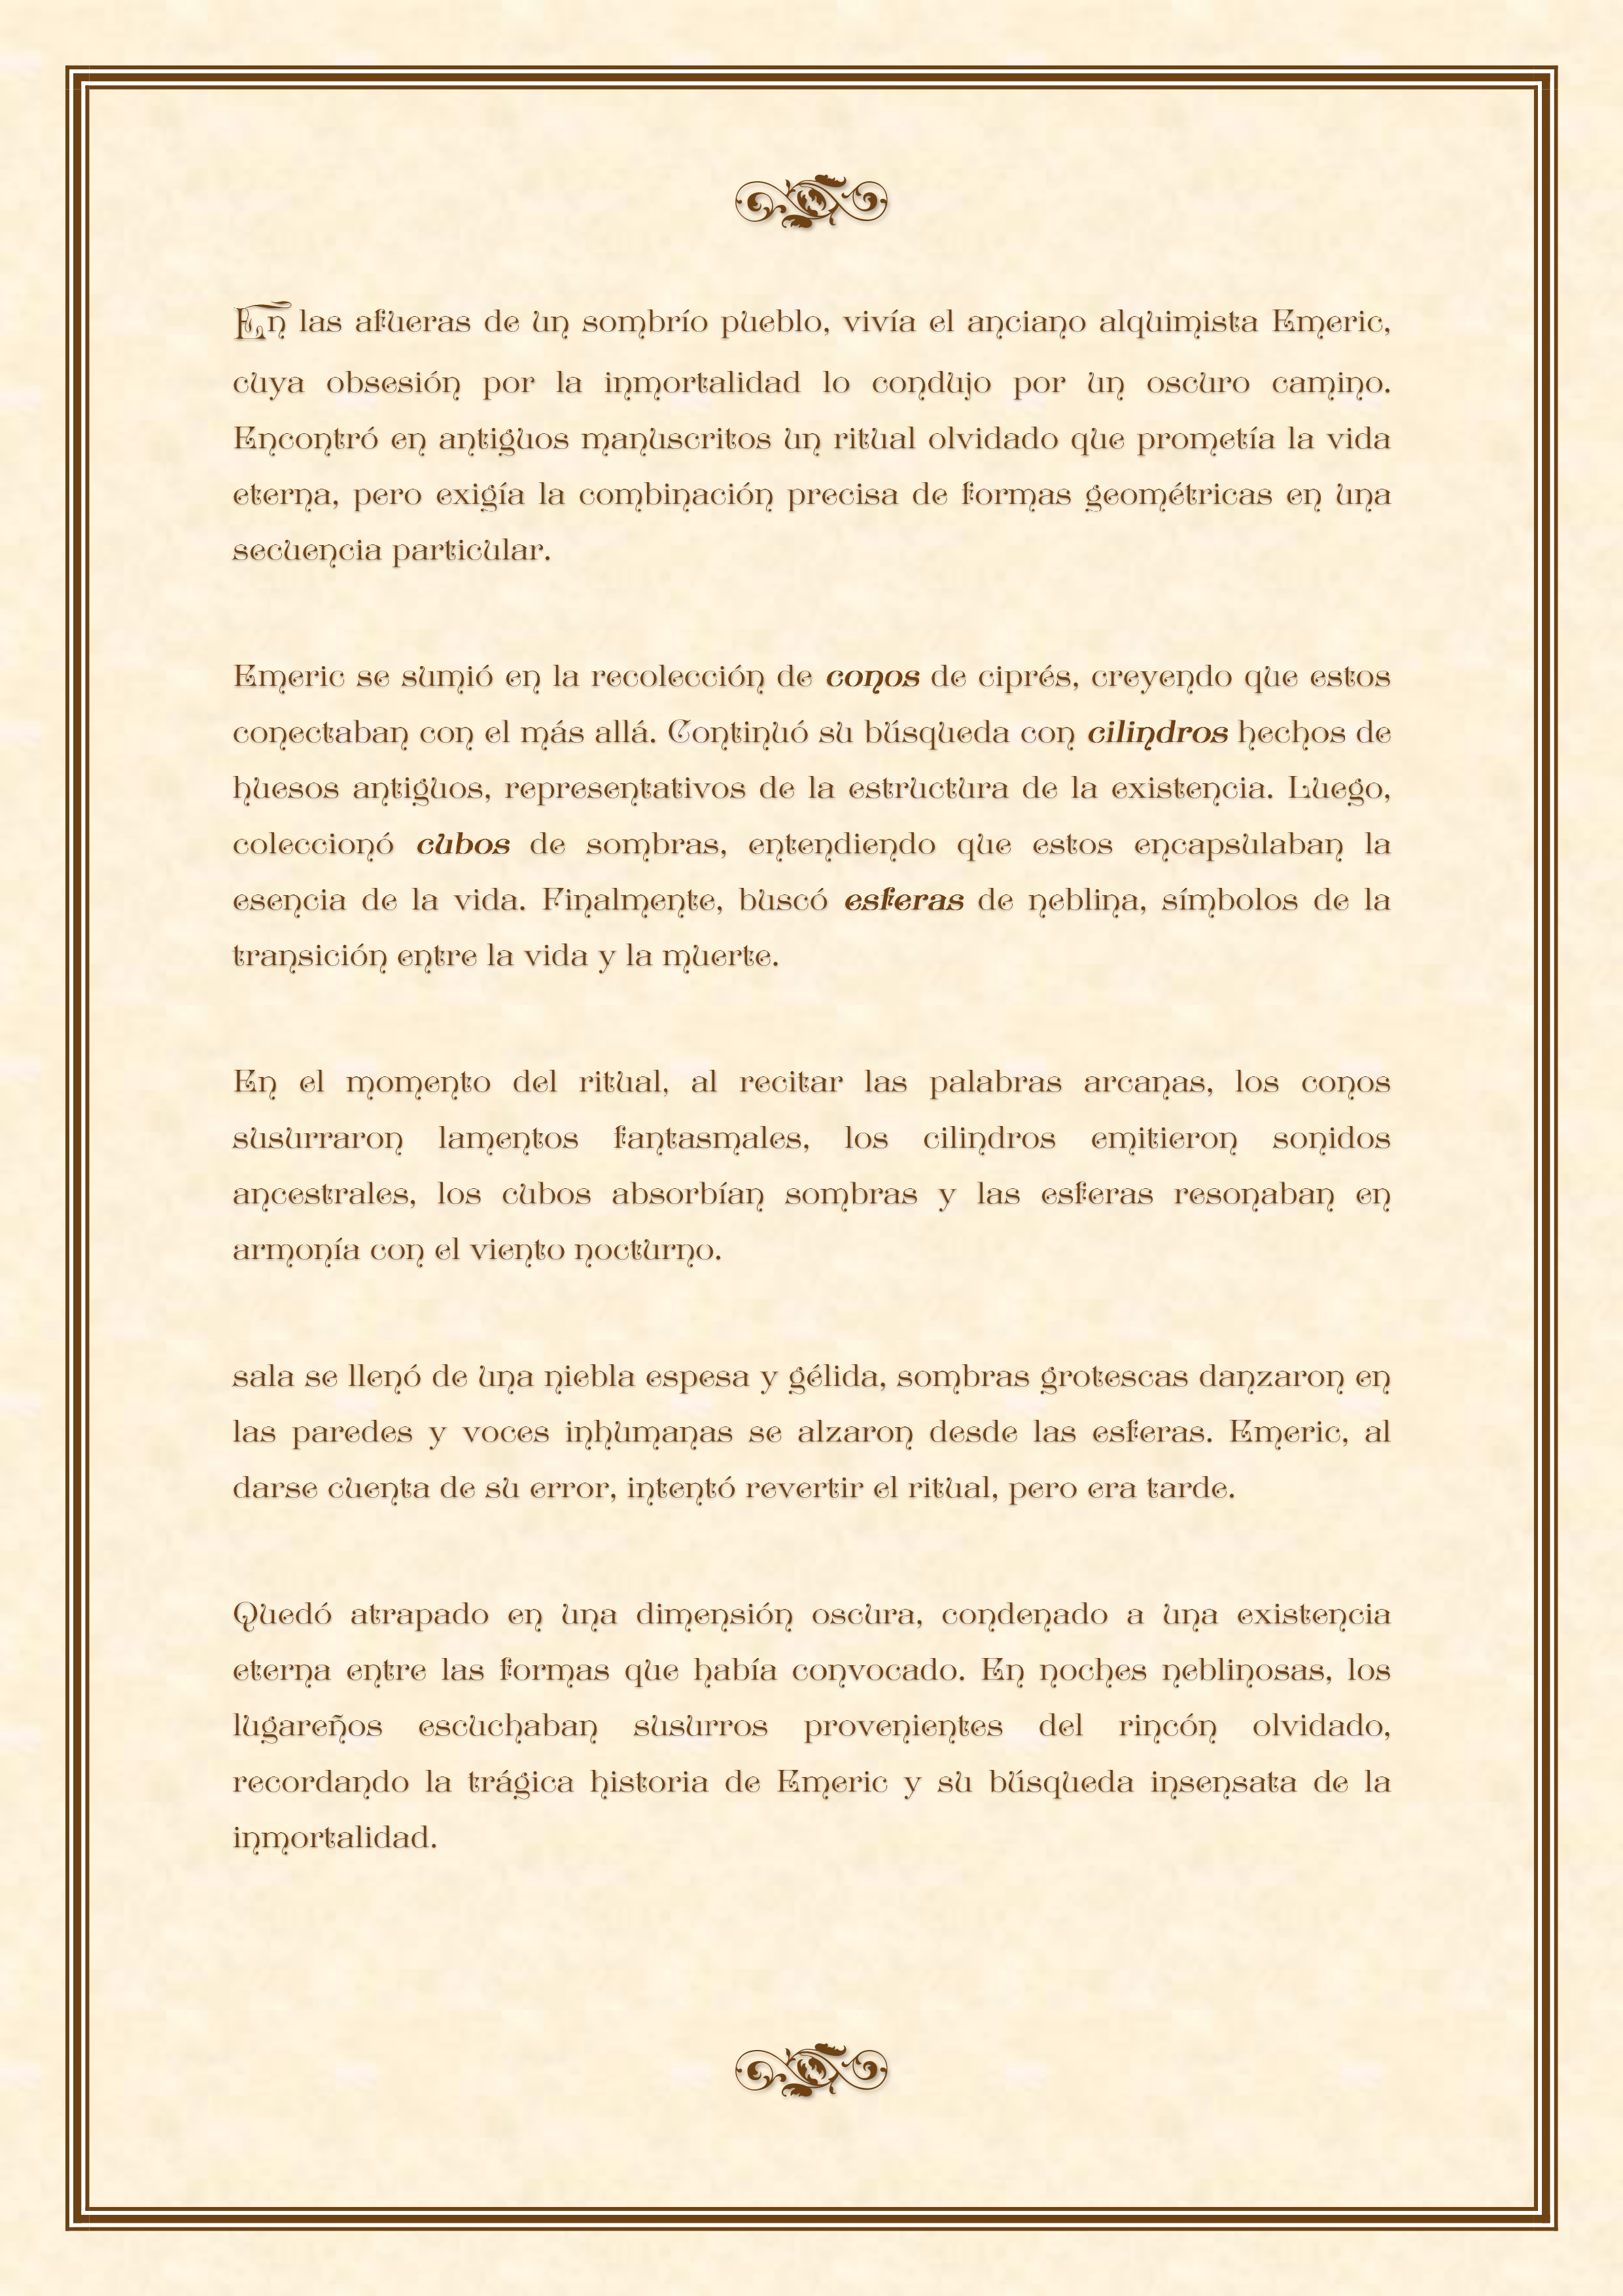 En las afueras de un sombrío pueblo, vivía el anciano alquimista Emeric,
cuya obsesión por la inmortalidad lo condujo por un oscuro camino.
Encontró en antiguos manuscritos un ritual olvidado que prometía la vida
eterna, pero exigía la combinación precisa de formas geométricas en una
secuencia particular.
Emeric se sumió en la recolección de conos de ciprés, creyendo que estos
conectaban con el más allá. Continuó su búsqueda con cilindros hechos de
huesos antiguos, representativos de la estructura de la existencia. Luego,
coleccionó cubos de sombras, entendiendo que estos encapsulaban la
esencia de la vida. Finalmente, buscó esferas de neblina, símbolos de la
transición entre la vida y la muerte.
En el momento del ritual, al recitar las palabras arcanas, los conos
susurraron lamentos fantasmales, los cilindros emitieron sonidos
ancestrales, los cubos absorbían sombras y las esferas resonaban en
armonía con el viento nocturno.
sala se llenó de una niebla espesa y gélida, sombras grotescas danzaron en
las paredes y voces inhumanas se alzaron desde las esferas. Emeric, al
darse cuenta de su error, intentó revertir el ritual, pero era tarde.
Quedó atrapado en una dimensión oscura, condenado a una existencia
eterna entre las formas que había convocado. En noches neblinosas, los
lugareños escuchaban susurros provenientes del rincón olvidado,
recordando la trágica historia de Emeric y su búsqueda insensata de la
inmortalidad.